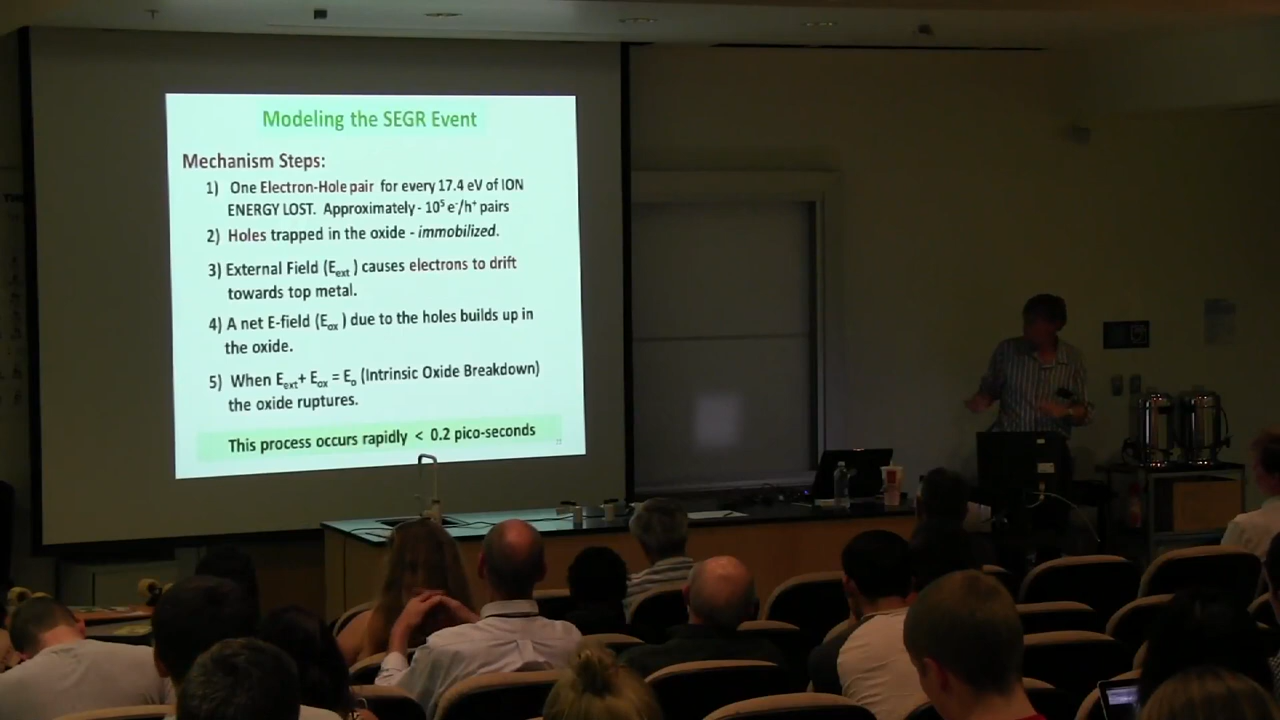 Modeling the SEGR Event
Mechanism Steps:
1) One Electron-Hole pair for every 17.4 eV of ION
ENERGY LOST. Approximately - 10⁵ e⁻/h⁺ pairs
2) Holes trapped in the oxide - immobilized.
3) External Field (Eext ) causes electrons to drift
towards top metal.
4) A net E-field (Eox ) due to the holes builds up in
the oxide.
5) When Eext+ Eox = Eo (Intrinsic Oxide Breakdown)
the oxide ruptures.
This process occurs rapidly < 0.2 pico-seconds